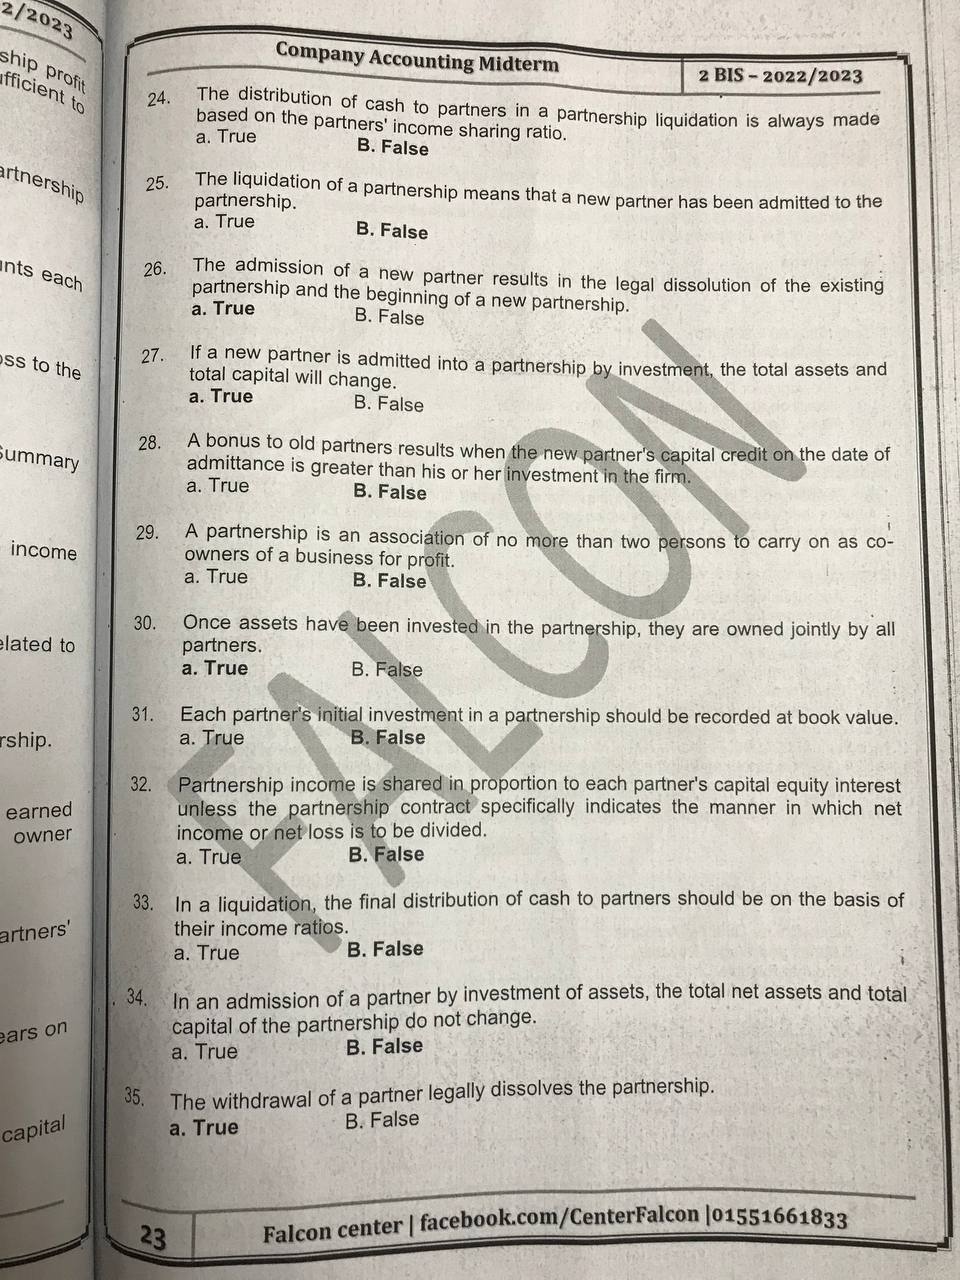 2/2023
ship profit
ufficient to
artnership
unts each
oss to the
Summary
income
elated to
rship.
earned
owner
artners'
ears on
capital
Company Accounting Midterm
2 BIS – 2022/2023
24. The distribution of cash to partners in a partnership liquidation is always made
based on the partners' income sharing ratio.
a. True B. False
25. The liquidation of a partnership means that a new partner has been admitted to the
partnership.
a. True B. False
26. The admission of a new partner results in the legal dissolution of the existing
partnership and the beginning of a new partnership.
a. True B. False
27. If a new partner is admitted into a partnership by investment, the total assets and
total capital will change.
a. True B. False
28. A bonus to old partners results when the new partner's capital credit on the date of
admittance is greater than his or her investment in the firm.
a. True B. False
29. A partnership is an association of no more than two persons to carry on as co-
owners of a business for profit.
a. True B. False
30. Once assets have been invested in the partnership, they are owned jointly by all
partners.
a. True B. False
31. Each partner's initial investment in a partnership should be recorded at book value.
a. True B. False
32. Partnership income is shared in proportion to each partner's capital equity interest
unless the partnership contract specifically indicates the manner in which net
income or net loss is to be divided.
a. True B. False
33. In a liquidation, the final distribution of cash to partners should be on the basis of
their income ratios.
a. True B. False
34. In an admission of a partner by investment of assets, the total net assets and total
capital of the partnership do not change.
a. True B. False
35. The withdrawal of a partner legally dissolves the partnership.
a. True B. False
FALCON
23
Falcon center | facebook.com/CenterFalcon |01551661833